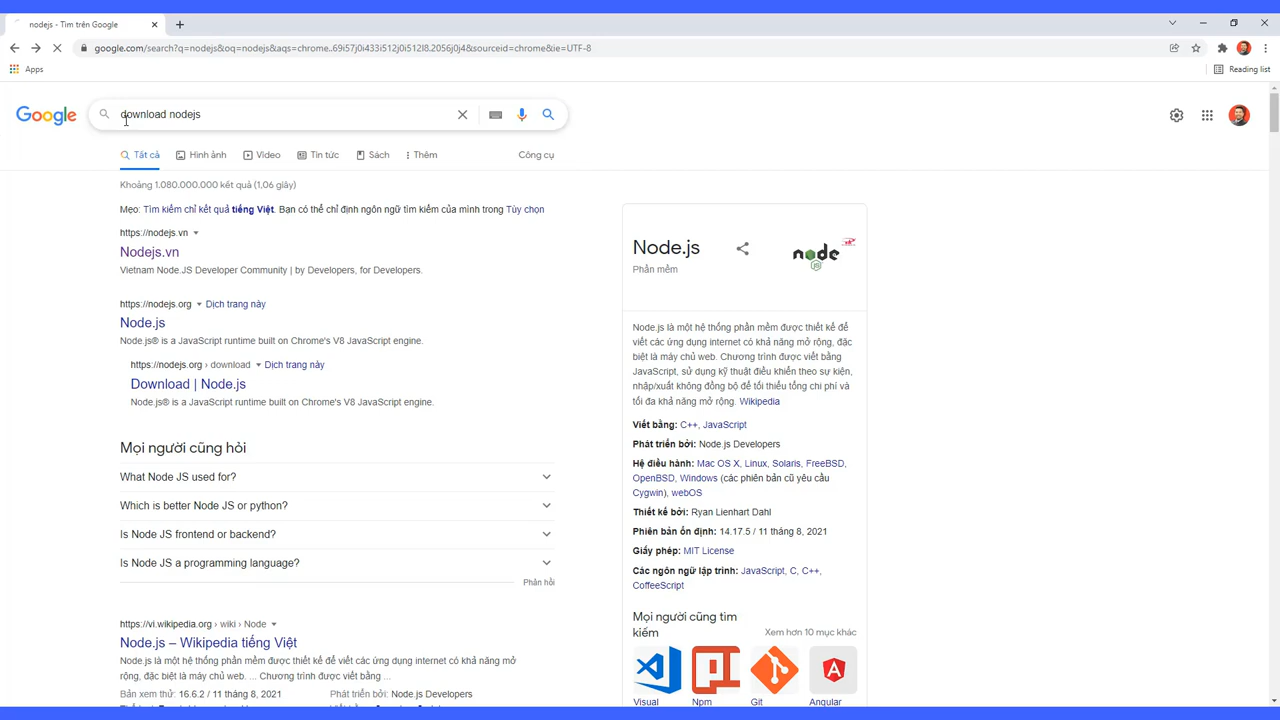 nodejs - Tìm trên Google
google.com/search?q=nodejs&oq=nodejs&aqs=chrome..69i57j0i433i512j0i512l8.2056j0j4&sourceid=chrome&ie=UTF-8
Apps
Reading list
Google
download nodejs
Tất cả
Hình ảnh
Video
Tin tức
Sách
Thêm
Công cụ
Khoảng 1.080.000.000 kết quả (1,06 giây)
Mẹo: Tìm kiếm chỉ kết quả tiếng Việt. Bạn có thể chỉ định ngôn ngữ tìm kiếm của mình trong Tùy chọn
https://nodejs.vn
Nodejs.vn
Vietnam Node.JS Developer Community | by Developers, for Developers.
https://nodejs.org Dịch trang này
Node.js
Node.js® is a JavaScript runtime built on Chrome's V8 JavaScript engine.
https://nodejs.org › download Dịch trang này
Download | Node.js
Node.js® is a JavaScript runtime built on Chrome's V8 JavaScript engine.
Mọi người cũng hỏi
What Node JS used for?
Which is better Node JS or python?
Is Node JS frontend or backend?
Is Node JS a programming language?
Phản hồi
https://vi.wikipedia.org › wiki › Node
Node.js – Wikipedia tiếng Việt
Node.js là một hệ thống phần mềm được thiết kế để viết các ứng dụng internet có khả năng mở
rộng, đặc biệt là máy chủ web. Chương trình được viết bằng ...
Bản xem thử: 16.6.2 / 11 tháng 8, 2021
Phát triển bởi: Node.js Developers
Node.js
Phần mềm
node
JS
Node.js là một hệ thống phần mềm được thiết kế để
viết các ứng dụng internet có khả năng mở rộng, đặc
biệt là máy chủ web. Chương trình được viết bằng
JavaScript, sử dụng kỹ thuật điều khiển theo sự kiện,
nhập/xuất không đồng bộ để tối thiểu tổng chi phí và
tối đa khả năng mở rộng. Wikipedia
Viết bằng: C++, JavaScript
Phát triển bởi: Node.js Developers
Hệ điều hành: Mac OS X, Linux, Solaris, FreeBSD,
OpenBSD, Windows (các phiên bản cũ yêu cầu
Cygwin), webOS
Thiết kế bởi: Ryan Lienhart Dahl
Phiên bản ổn định: 14.17.5 / 11 tháng 8, 2021
Giấy phép: MIT License
Các ngôn ngữ lập trình: JavaScript, C, C++,
CoffeeScript
Mọi người cũng tìm
kiếm
Xem hơn 10 mục khác
Visual
Npm
Git
Angular